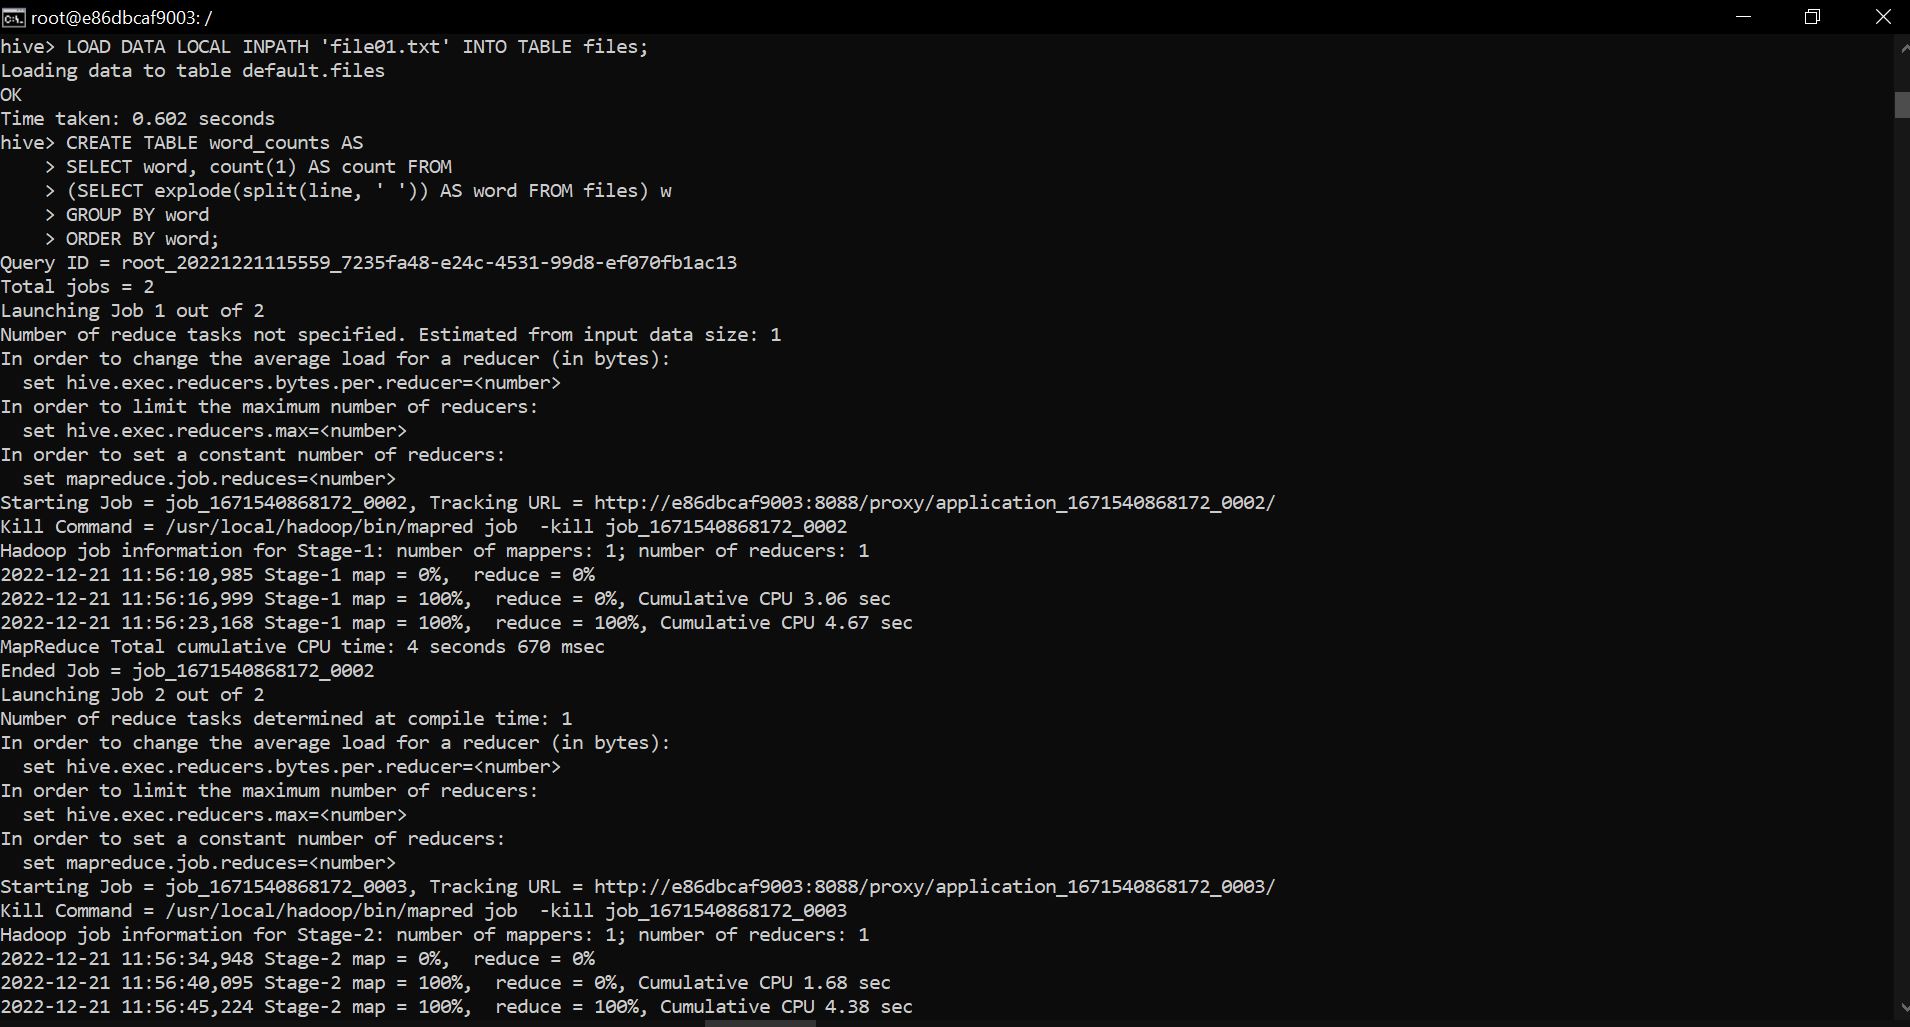 root@e86dbcaf9003: /
hive> LOAD DATA LOCAL INPATH 'file01.txt' INTO TABLE files;
Loading data to table default.files
OK
Time taken: 0.602 seconds
hive> CREATE TABLE word_counts AS
    > SELECT word, count(1) AS count FROM
    > (SELECT explode(split(line, ' ')) AS word FROM files) w
    > GROUP BY word
    > ORDER BY word;
Query ID = root_20221221115559_7235fa48-e24c-4531-99d8-ef070fb1ac13
Total jobs = 2
Launching Job 1 out of 2
Number of reduce tasks not specified. Estimated from input data size: 1
In order to change the average load for a reducer (in bytes):
  set hive.exec.reducers.bytes.per.reducer=<number>
In order to limit the maximum number of reducers:
  set hive.exec.reducers.max=<number>
In order to set a constant number of reducers:
  set mapreduce.job.reduces=<number>
Starting Job = job_1671540868172_0002, Tracking URL = http://e86dbcaf9003:8088/proxy/application_1671540868172_0002/
Kill Command = /usr/local/hadoop/bin/mapred job  -kill job_1671540868172_0002
Hadoop job information for Stage-1: number of mappers: 1; number of reducers: 1
2022-12-21 11:56:10,985 Stage-1 map = 0%,  reduce = 0%
2022-12-21 11:56:16,999 Stage-1 map = 100%,  reduce = 0%, Cumulative CPU 3.06 sec
2022-12-21 11:56:23,168 Stage-1 map = 100%,  reduce = 100%, Cumulative CPU 4.67 sec
MapReduce Total cumulative CPU time: 4 seconds 670 msec
Ended Job = job_1671540868172_0002
Launching Job 2 out of 2
Number of reduce tasks determined at compile time: 1
In order to change the average load for a reducer (in bytes):
  set hive.exec.reducers.bytes.per.reducer=<number>
In order to limit the maximum number of reducers:
  set hive.exec.reducers.max=<number>
In order to set a constant number of reducers:
  set mapreduce.job.reduces=<number>
Starting Job = job_1671540868172_0003, Tracking URL = http://e86dbcaf9003:8088/proxy/application_1671540868172_0003/
Kill Command = /usr/local/hadoop/bin/mapred job  -kill job_1671540868172_0003
Hadoop job information for Stage-2: number of mappers: 1; number of reducers: 1
2022-12-21 11:56:34,948 Stage-2 map = 0%,  reduce = 0%
2022-12-21 11:56:40,095 Stage-2 map = 100%,  reduce = 0%, Cumulative CPU 1.68 sec
2022-12-21 11:56:45,224 Stage-2 map = 100%,  reduce = 100%, Cumulative CPU 4.38 sec